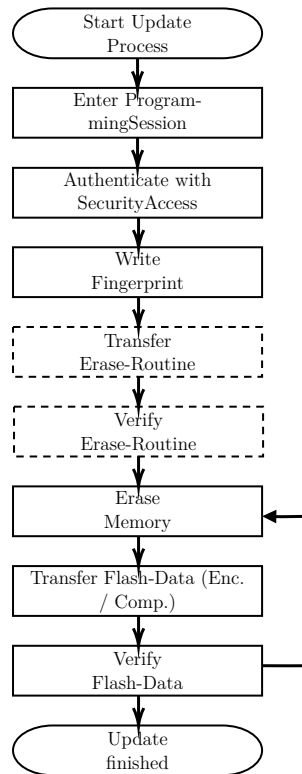 Start Update
Process
Enter Program-
mingSession
Authenticate with
SecurityAccess
Write
Fingerprint
Transfer
Erase-Routine
Verify
Erase-Routine
Erase
Memory
Transfer Flash-Data (Enc.
/ Comp.)
Verify
Flash-Data
Update
finished